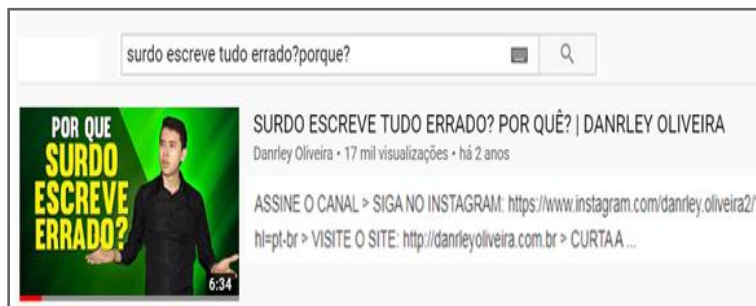 surdo escreve tudo errado?porque?
POR QUE
SURDO
ESCREVE
ERRADO?
6:34
SURDO ESCREVE TUDO ERRADO? POR QUÊ? | DANRLEY OLIVEIRA
Danrley Oliveira • 17 mil visualizações • há 2 anos
ASSINE O CANAL > SIGA NO INSTAGRAM: https://www.instagram.com/danrley.oliveira2/
hl=pt-br > VISITE O SITE: http://danrleyoliveira.com.br > CURTA A ...